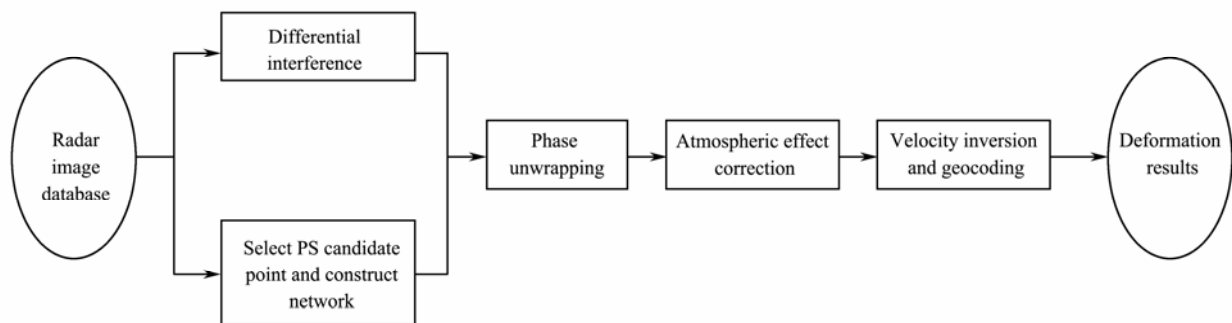 Radar
image
database
Differential
interference
Select PS candidate
point and construct
network
Phase
unwrapping
Atmospheric effect
correction
Velocity inversion
and geocoding
Deformation
results